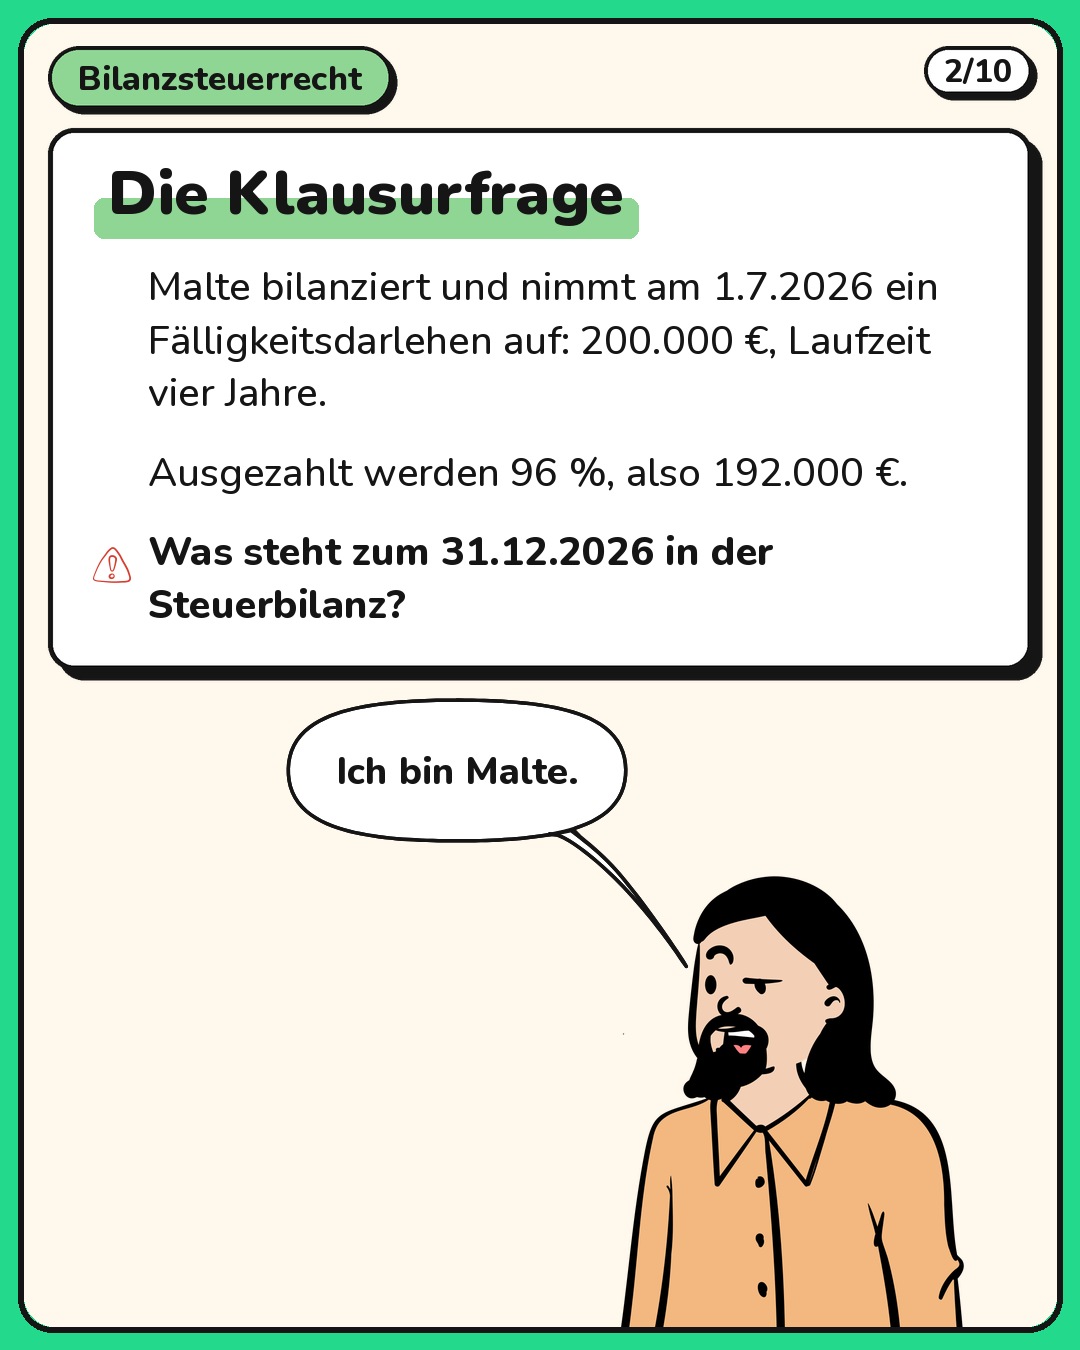 Bilanzsteuerrecht
2/10
Die Klausurfrage
Malte bilanziert und nimmt am 1.7.2026 ein
Fälligkeitsdarlehen auf: 200.000 €, Laufzeit
vier Jahre.
Ausgezahlt werden 96 %, also 192.000 €.
Was steht zum 31.12.2026 in der
Steuerbilanz?
Ich bin Malte.